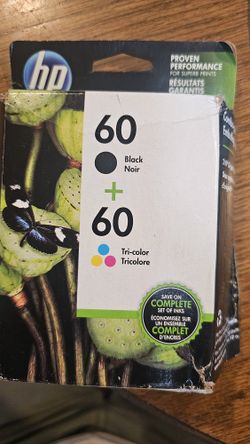 hp
PROVEN
PERFORMANCE
FOR SUPERB PRINTS
RÉSULTATS
GARANTIS
60
Black
Noir
+
60
Tri-color
Tricolore
SAVE ON
COMPLETE
SET OF INKS
ÉCONOMISEZ SUR
UN ENSEMBLE
COMPLET
D'ENCRES